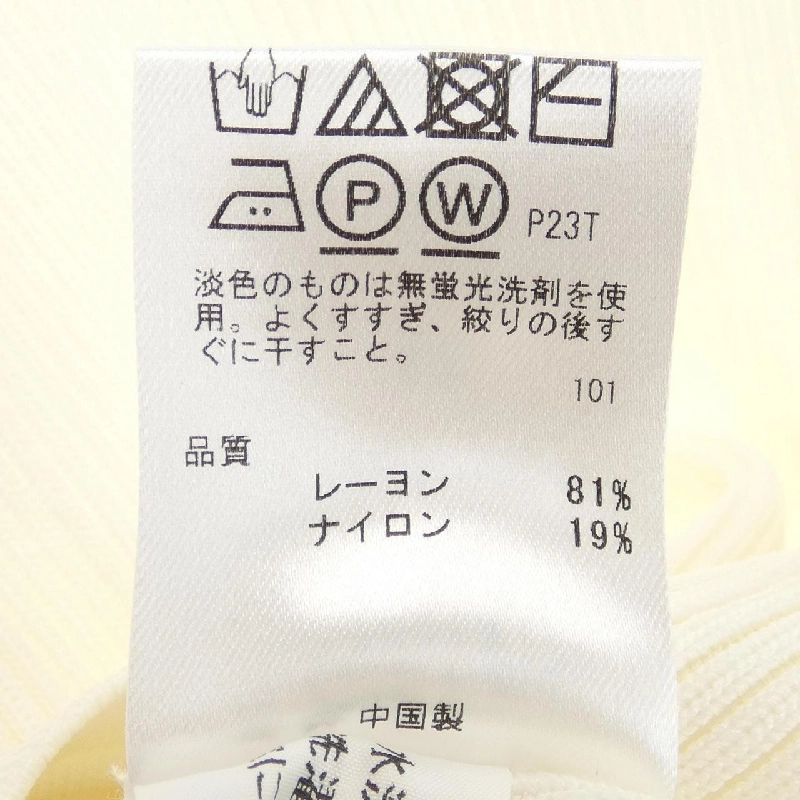 P W P23T
淡色のものは無蛍光洗剤を使
用。よくすすぎ、絞りの後す
ぐに干すこと。
101
品質
レーヨン 81%
ナイロン 19%
中国製